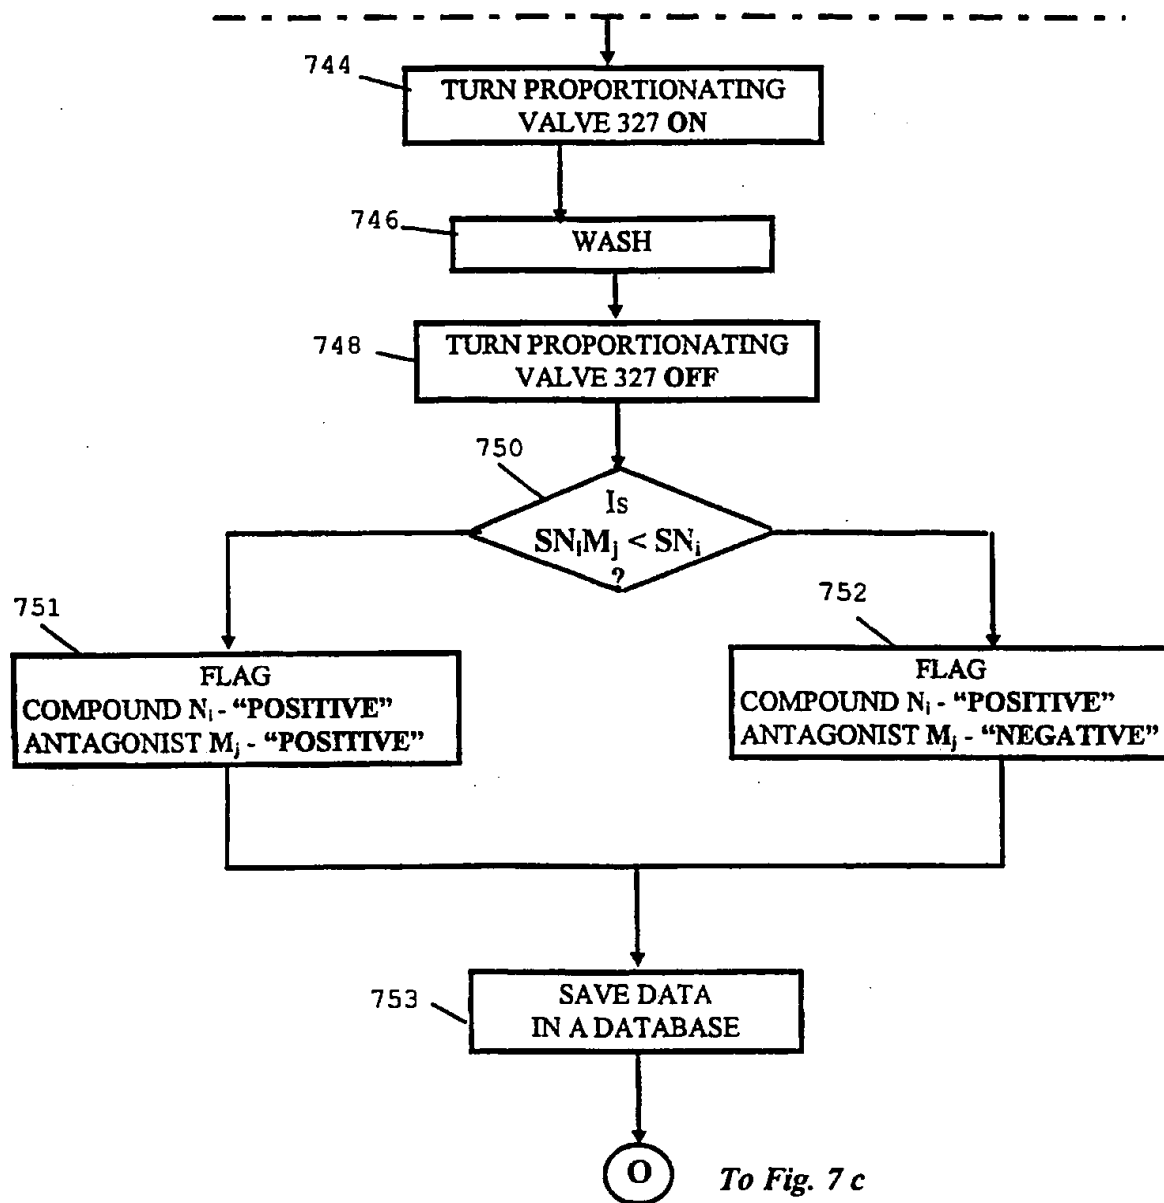 744
TURN PROPORTIONATING
VALVE 327 ON
746
WASH
748
TURN PROPORTIONATING
VALVE 327 OFF
750
Is
SNᵢMⱼ < SNᵢ
?
751
FLAG
COMPOUND Nᵢ - “POSITIVE”
ANTAGONIST Mⱼ - “POSITIVE”
752
FLAG
COMPOUND Nᵢ - “POSITIVE”
ANTAGONIST Mⱼ - “NEGATIVE”
753
SAVE DATA
IN A DATABASE
O
To Fig. 7 c